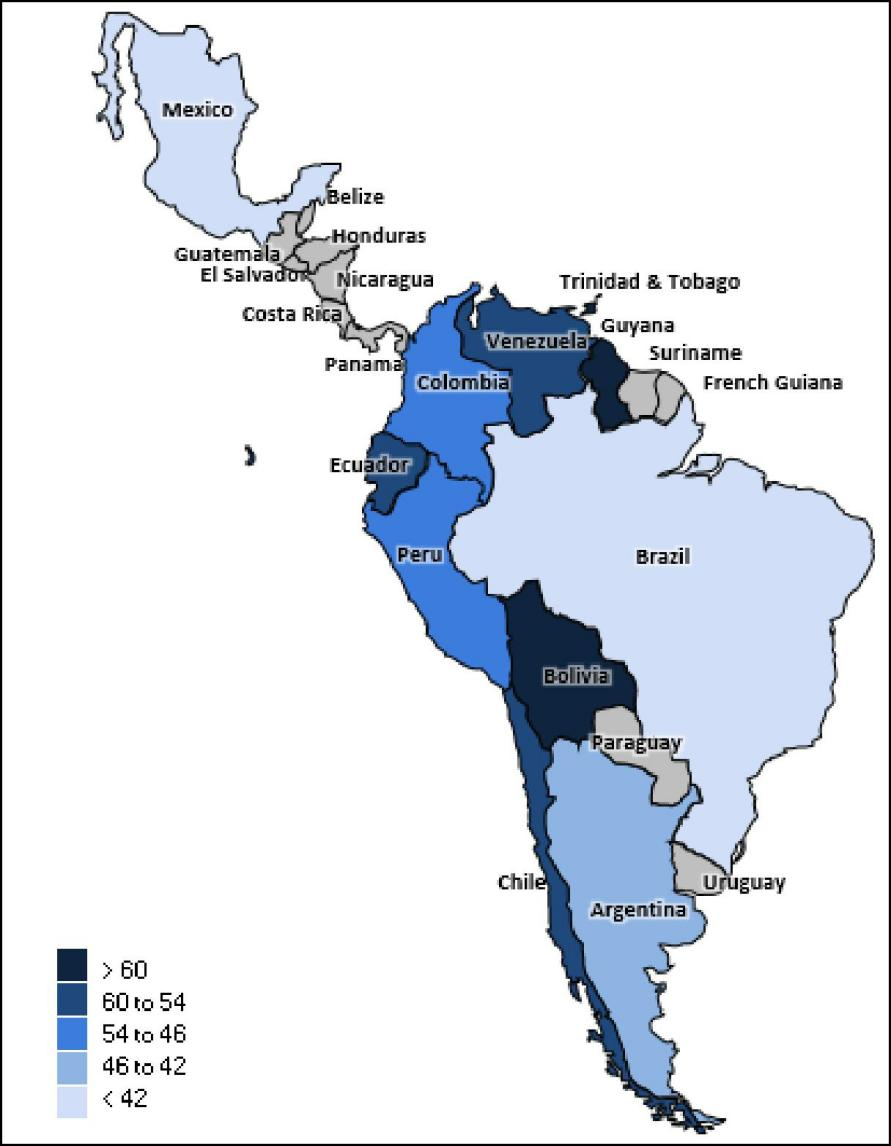 Mexico
Belize
Honduras
Guatemala
El Salvador
Nicaragua
Trinidad & Tobago
Costa Rica
Guyana
Venezuela
Suriname
Panama
Colombia
French Guiana
Ecuador
Peru
Brazil
Bolivia
Paraguay
Chile
Uruguay
Argentina
> 60
60 to 54
54 to 46
46 to 42
< 42